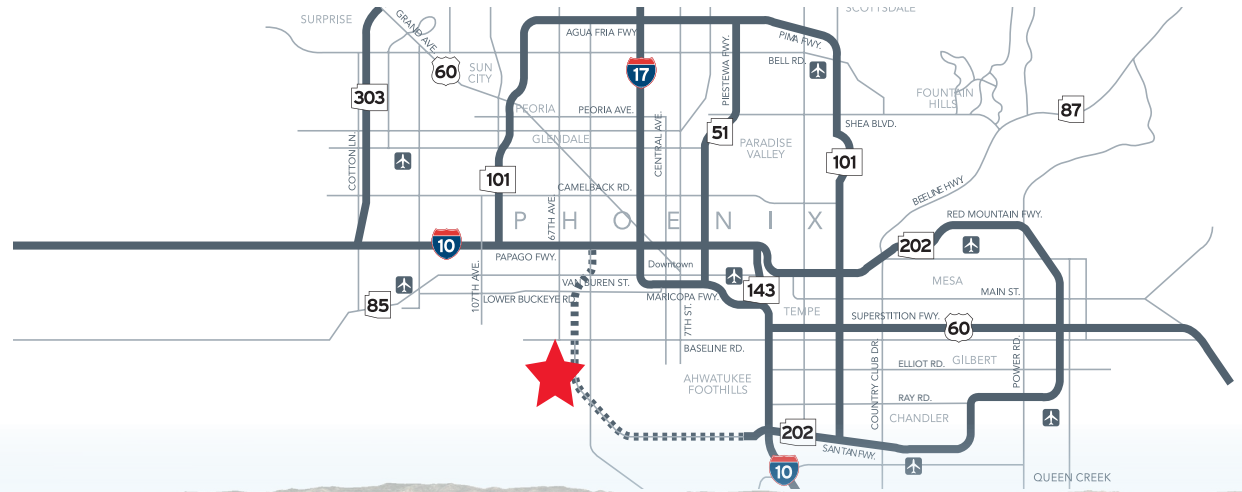 SURPRISE
GRAND AVE.
SCOTTSDALE
AGUA FRIA FWY.
PIMA FWY.
PIESTEWA FWY.
BELL RD.
60
SUN
CITY
17
303
PEORIA
PEORIA AVE.
FOUNTAIN
HILLS
87
SHEA BLVD.
51
GLENDALE
CENTRAL AVE.
PARADISE
VALLEY
COTTON LN.
101
101
CAMELBACK RD.
BEELINE HWY
67TH AVE.
PHOENIX
RED MOUNTAIN FWY.
10
202
PAPAGO FWY.
Downtown
107TH AVE.
VAN BUREN ST.
MESA
85
LOWER BUCKEYE RD.
MARICOPA FWY.
143
MAIN ST.
7TH ST.
TEMPE
SUPERSTITION FWY.
60
BASELINE RD.
COUNTRY CLUB DR.
ELLIOT RD.
GILBERT
POWER RD.
AHWATUKEE
FOOTHILLS
RAY RD.
CHANDLER
202
SAN TAN FWY.
10
QUEEN CREEK